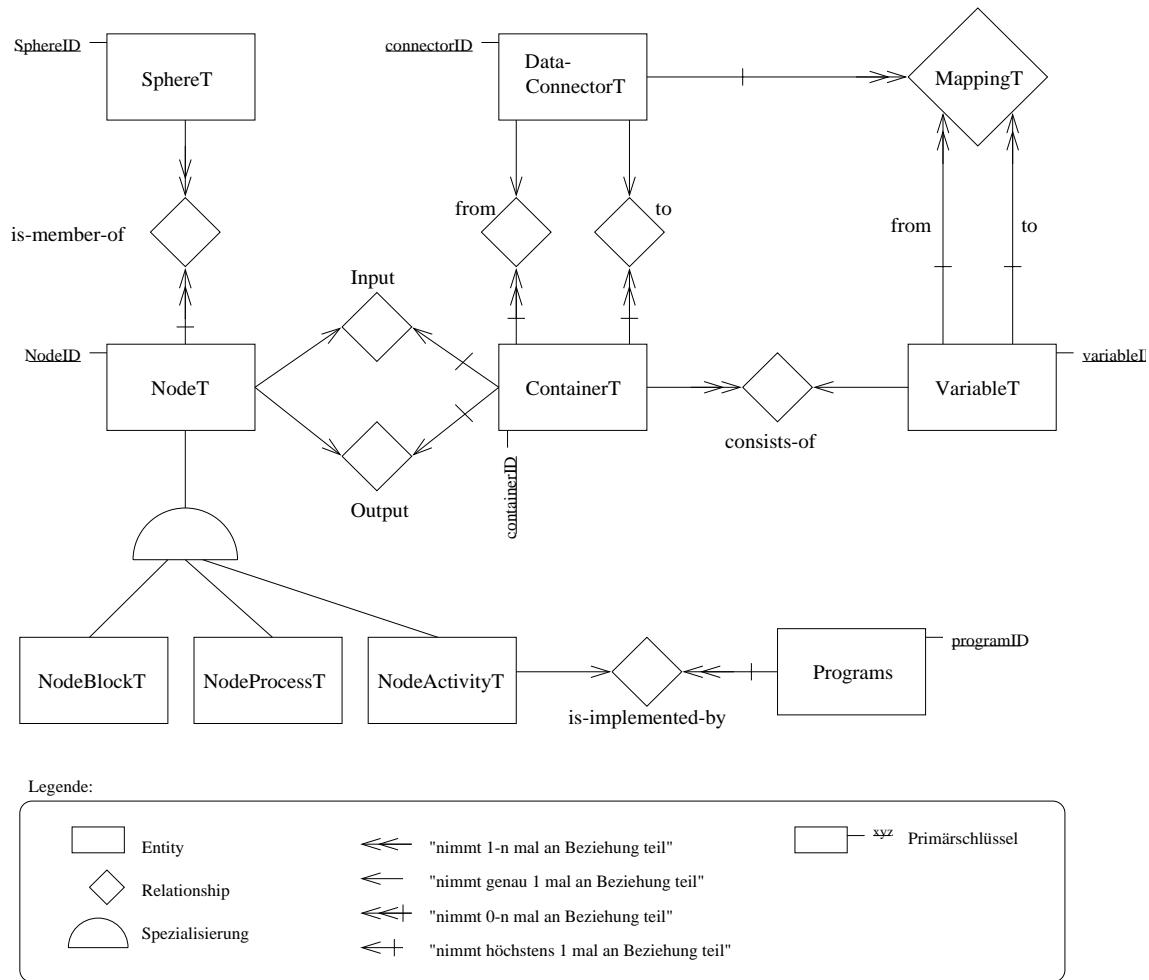 SphereID
SphereT
connectorID
Data-
ConnectorT
MappingT
is-member-of
from
to
from
to
Input
NodeID
NodeT
ContainerT
VariableT
variableI
consists-of
Output
containerID
NodeBlockT
NodeProcessT
NodeActivityT
is-implemented-by
Programs
programID
Legende:
Entity
Relationship
Spezialisierung
"nimmt 1-n mal an Beziehung teil"
"nimmt genau 1 mal an Beziehung teil"
"nimmt 0-n mal an Beziehung teil"
"nimmt höchstens 1 mal an Beziehung teil"
xyz Primärschlüssel